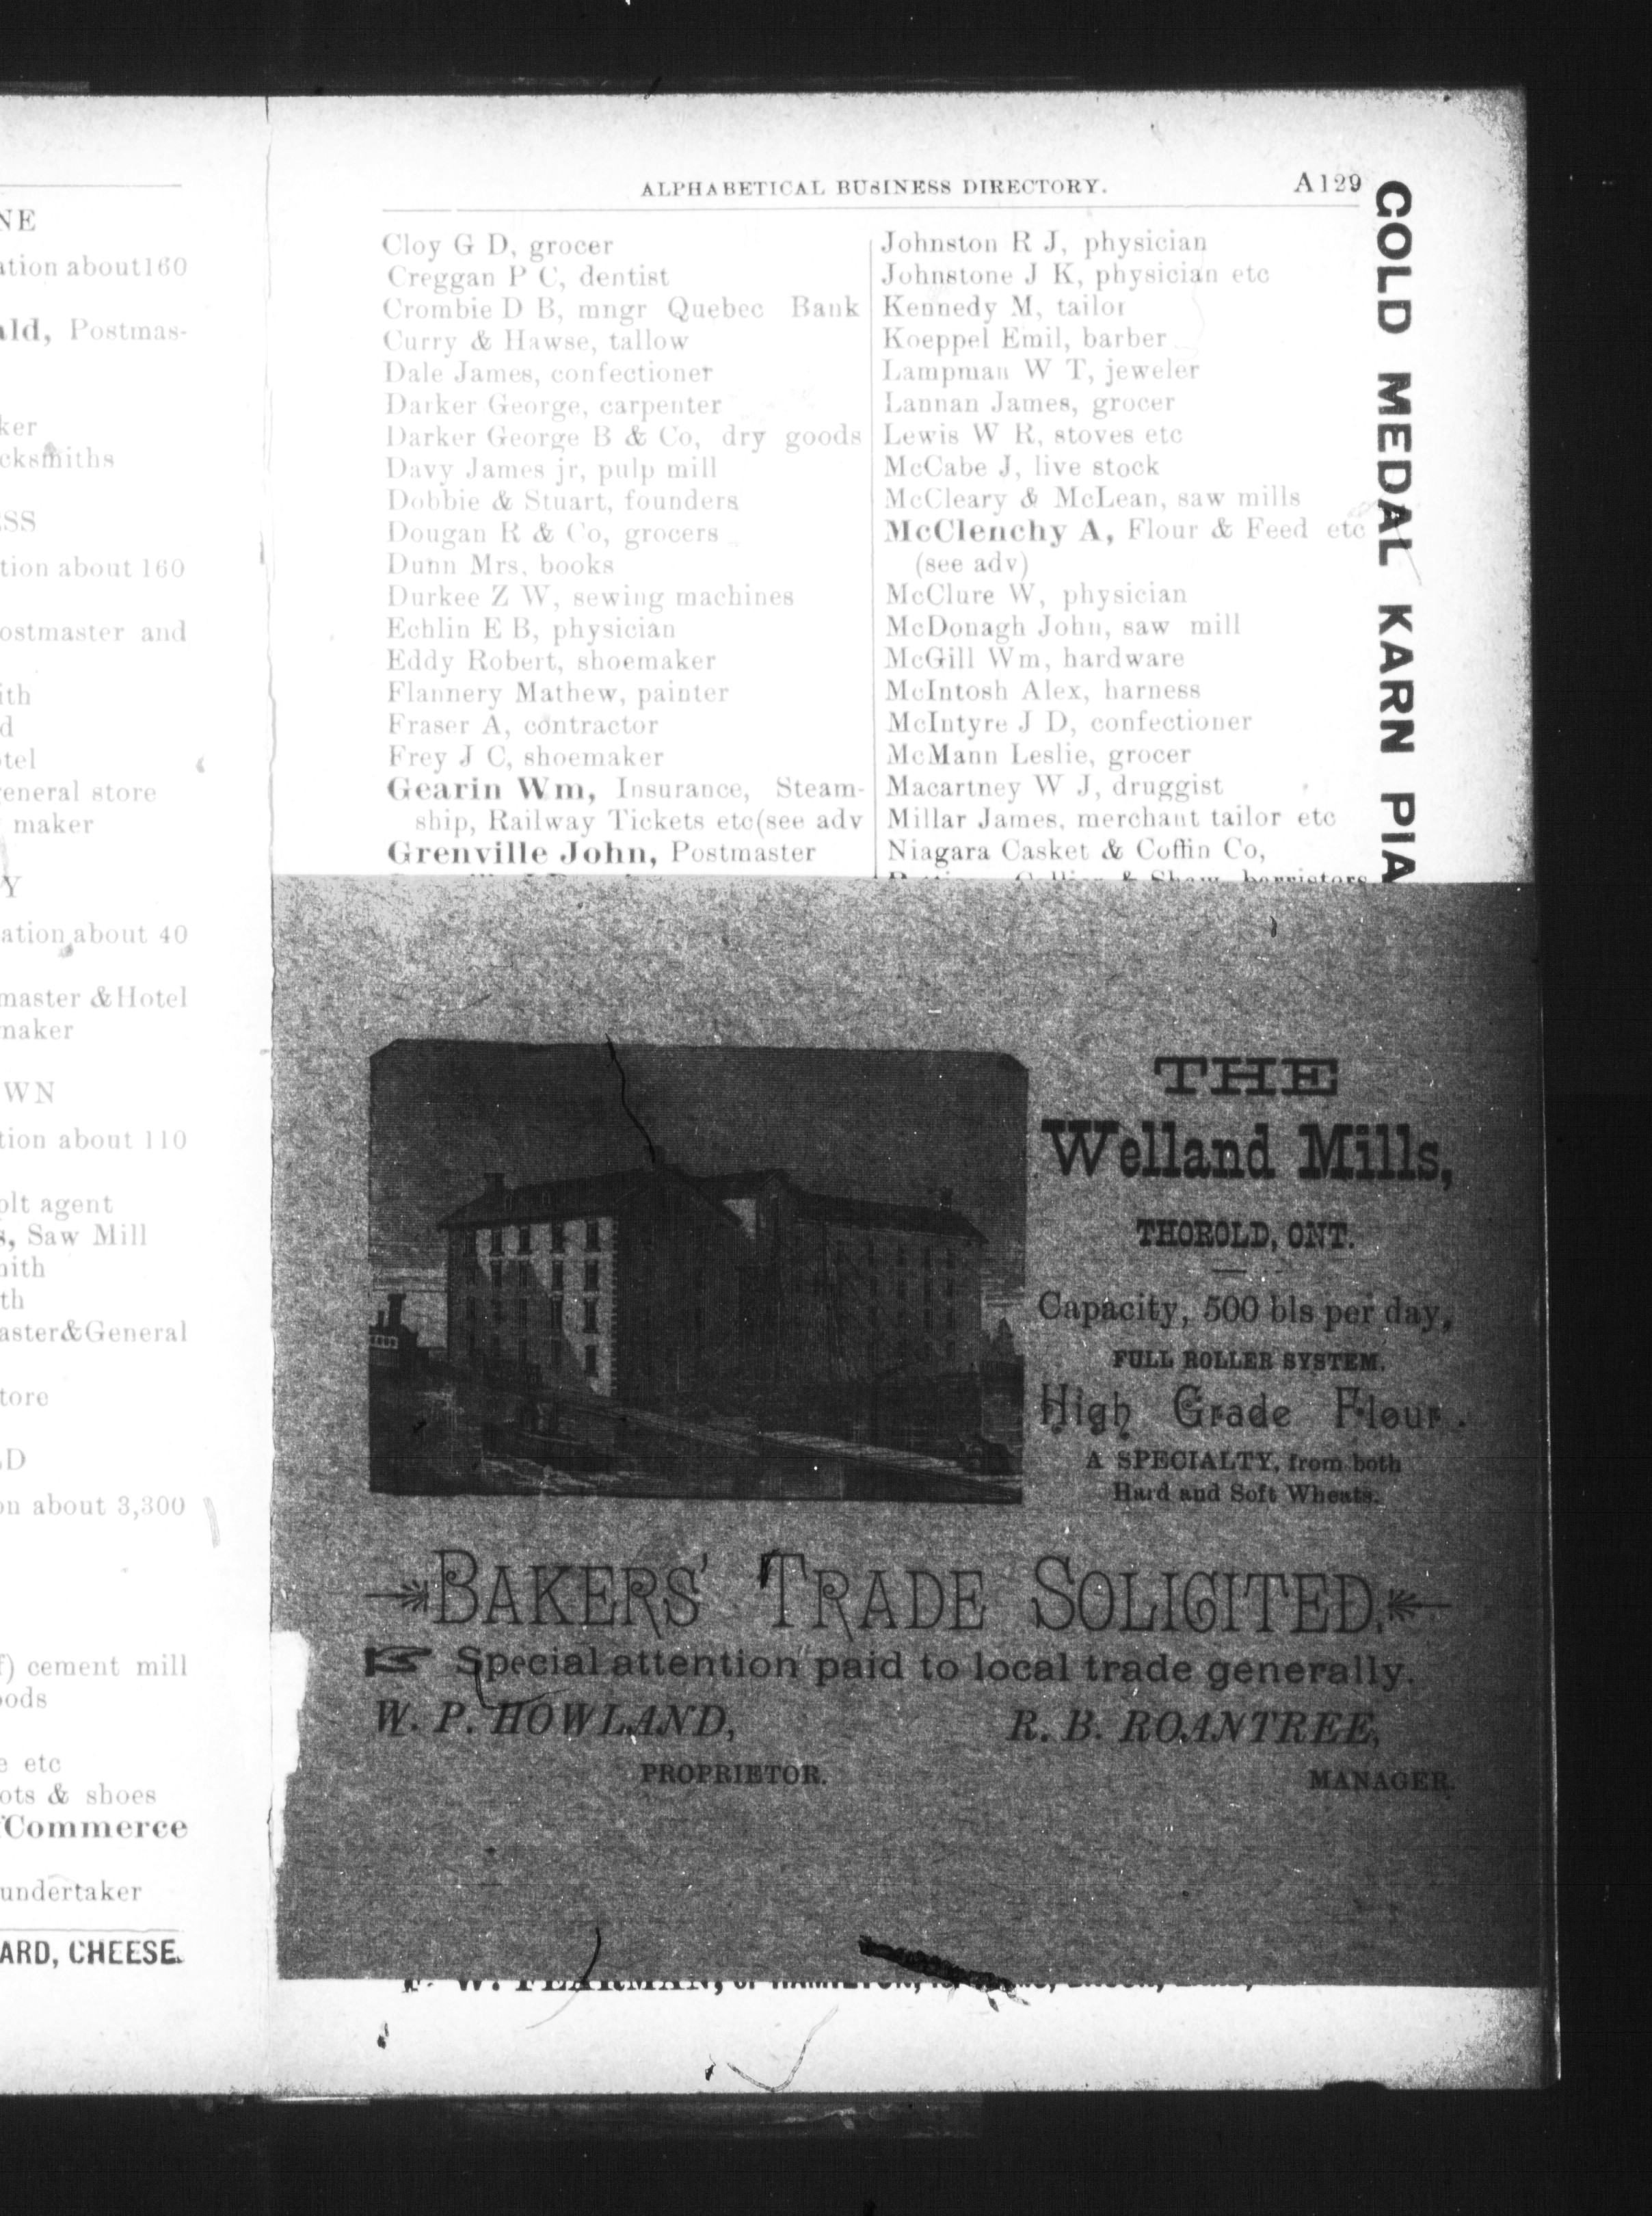 NE
ation about160
ald, Postmas-
ker
cksmiths
ESS
tion about 160
ostmaster and
ith
d
otel
eneral store
maker
Y
ation about 40
master &Hotel
maker
WN
tion about 110
olt agent
s, Saw Mill
nith
th
aster&General
tore
LD
on about 3,300
f) cement mill
oods
e etc
ots & shoes
fCommerce
undertaker
ARD, CHEESE.
ALPHABETICAL BUSINESS DIRECTORY. A129
Cloy G D, grocer
Creggan P C, dentist
Crombie D B, mngr Quebec Bank
Curry & Hawse, tallow
Dale James, confectioner
Darker George, carpenter
Darker George B & Co, dry goods
Davy James jr, pulp mill
Dobbie & Stuart, founders
Dougan R & Co, grocers
Dunn Mrs, books
Durkee Z W, sewing machines
Echlin E B, physician
Eddy Robert, shoemaker
Flannery Mathew, painter
Fraser A, contractor
Frey J C, shoemaker
Gearin Wm, Insurance, Steam-
ship, Railway Tickets etc(see adv
Grenville John, Postmaster
Johnston R J, physician
Johnstone J K, physician etc
Kennedy M, tailor
Koeppel Emil, barber
Lampman W T, jeweler
Lannan James, grocer
Lewis W R, stoves etc
McCabe J, live stock
McCleary & McLean, saw mills
McClenchy A, Flour & Feed etc
(see adv)
McClure W, physician
McDonagh John, saw mill
McGill Wm, hardware
McIntosh Alex, harness
McIntyre J D, confectioner
McMann Leslie, grocer
Macartney W J, druggist
Millar James, merchant tailor etc
Niagara Casket & Coffin Co,
& Shaw, barristers
GOLD MEDAL KARN PIA
THE
Welland Mills,
THOROLD, ONT.
Capacity, 500 bls per day,
FULL ROLLER SYSTEM.
High Grade Flour.
A SPECIALTY, from both
Hard and Soft Wheats.
BAKERS' TRADE SOLICITED.
Special attention paid to local trade generally.
W. P. HOWLAND,
PROPRIETOR.
R. B. ROANTREE,
MANAGER.
F. W. FEARMAN, of HAMILTON,